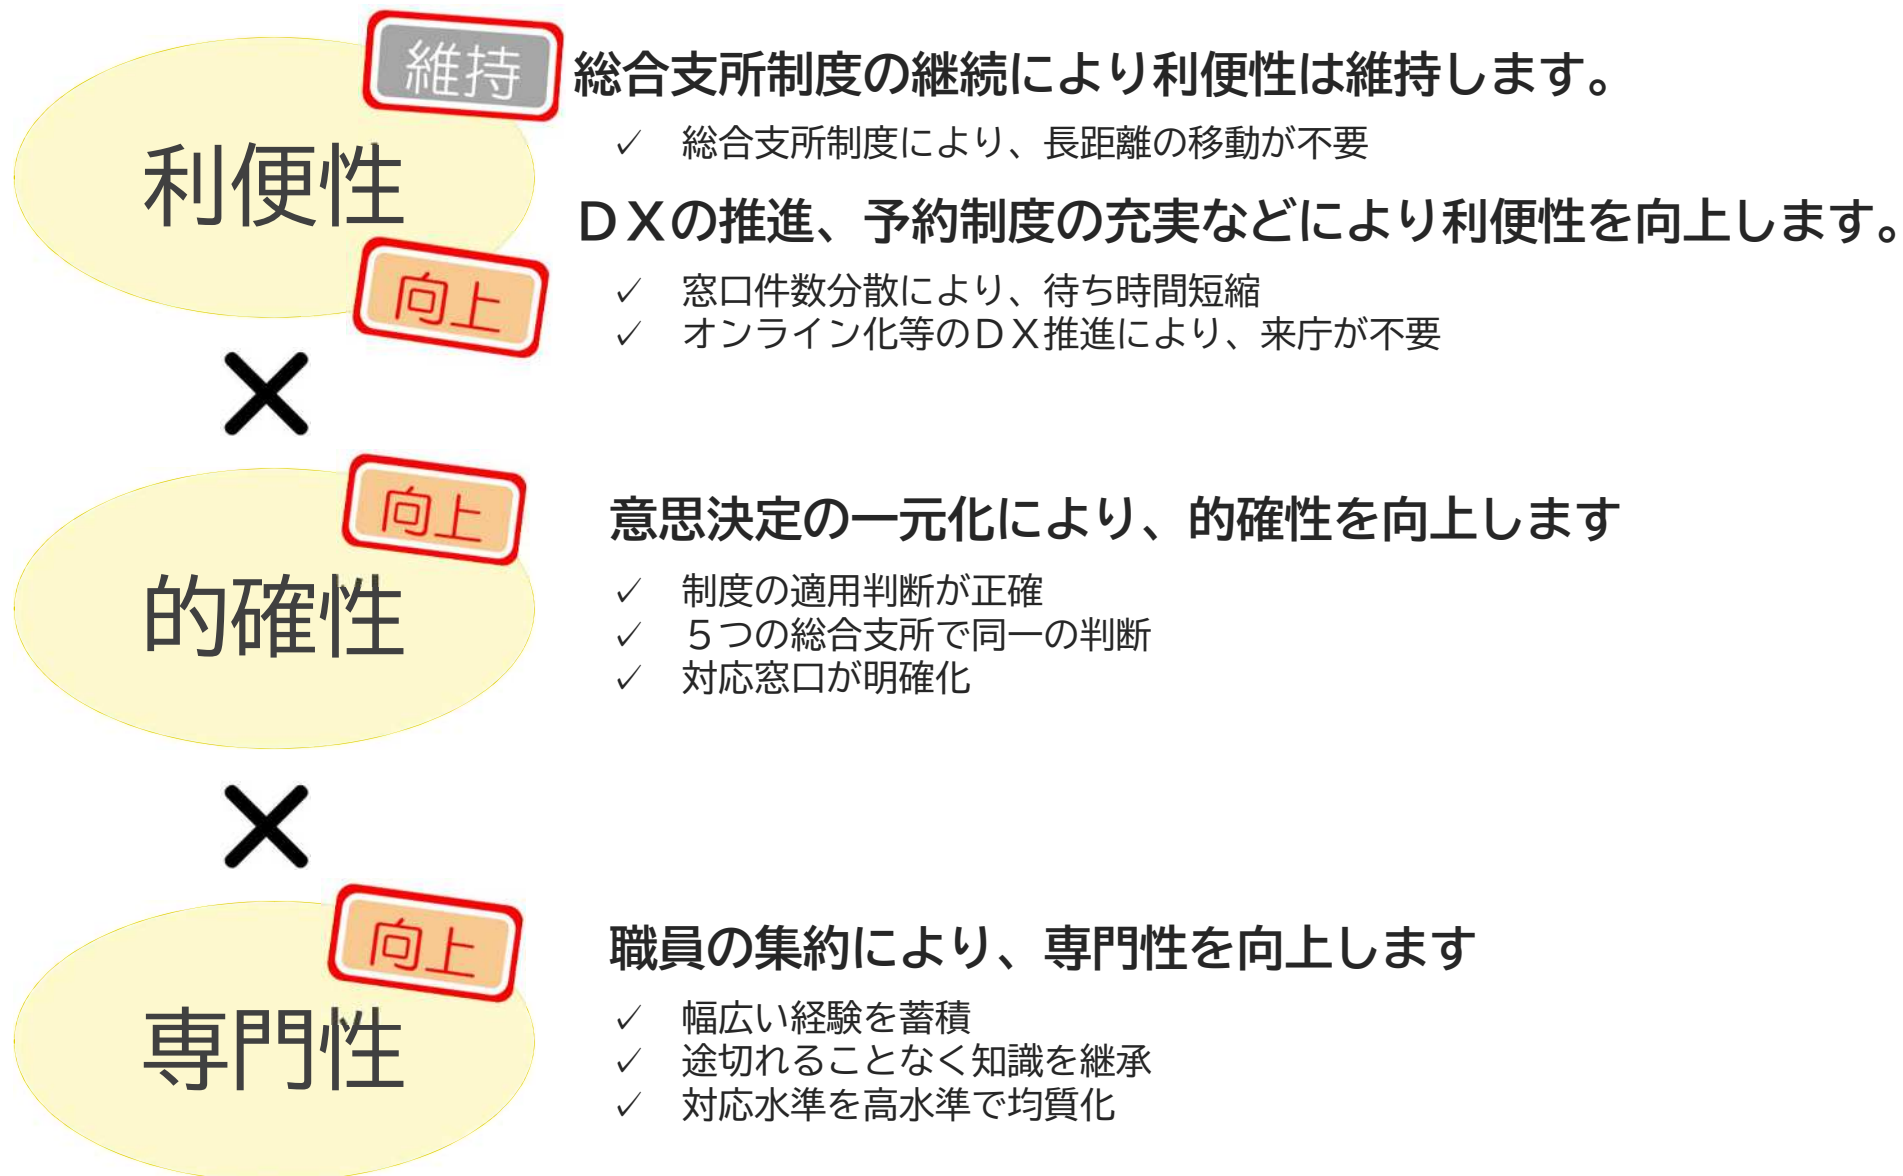 維持
総合支所制度の継続により利便性は維持します。
✓ 総合支所制度により、長距離の移動が不要
利便性
ＤＸの推進、予約制度の充実などにより利便性を向上します。
向上
✓ 窓口件数分散により、待ち時間短縮
✓ オンライン化等のＤＸ推進により、来庁が不要
×
向上
意思決定の一元化により、的確性を向上します
的確性
✓ 制度の適用判断が正確
✓ ５つの総合支所で同一の判断
✓ 対応窓口が明確化
×
向上
職員の集約により、専門性を向上します
専門性
✓ 幅広い経験を蓄積
✓ 途切れることなく知識を継承
✓ 対応水準を高水準で均質化